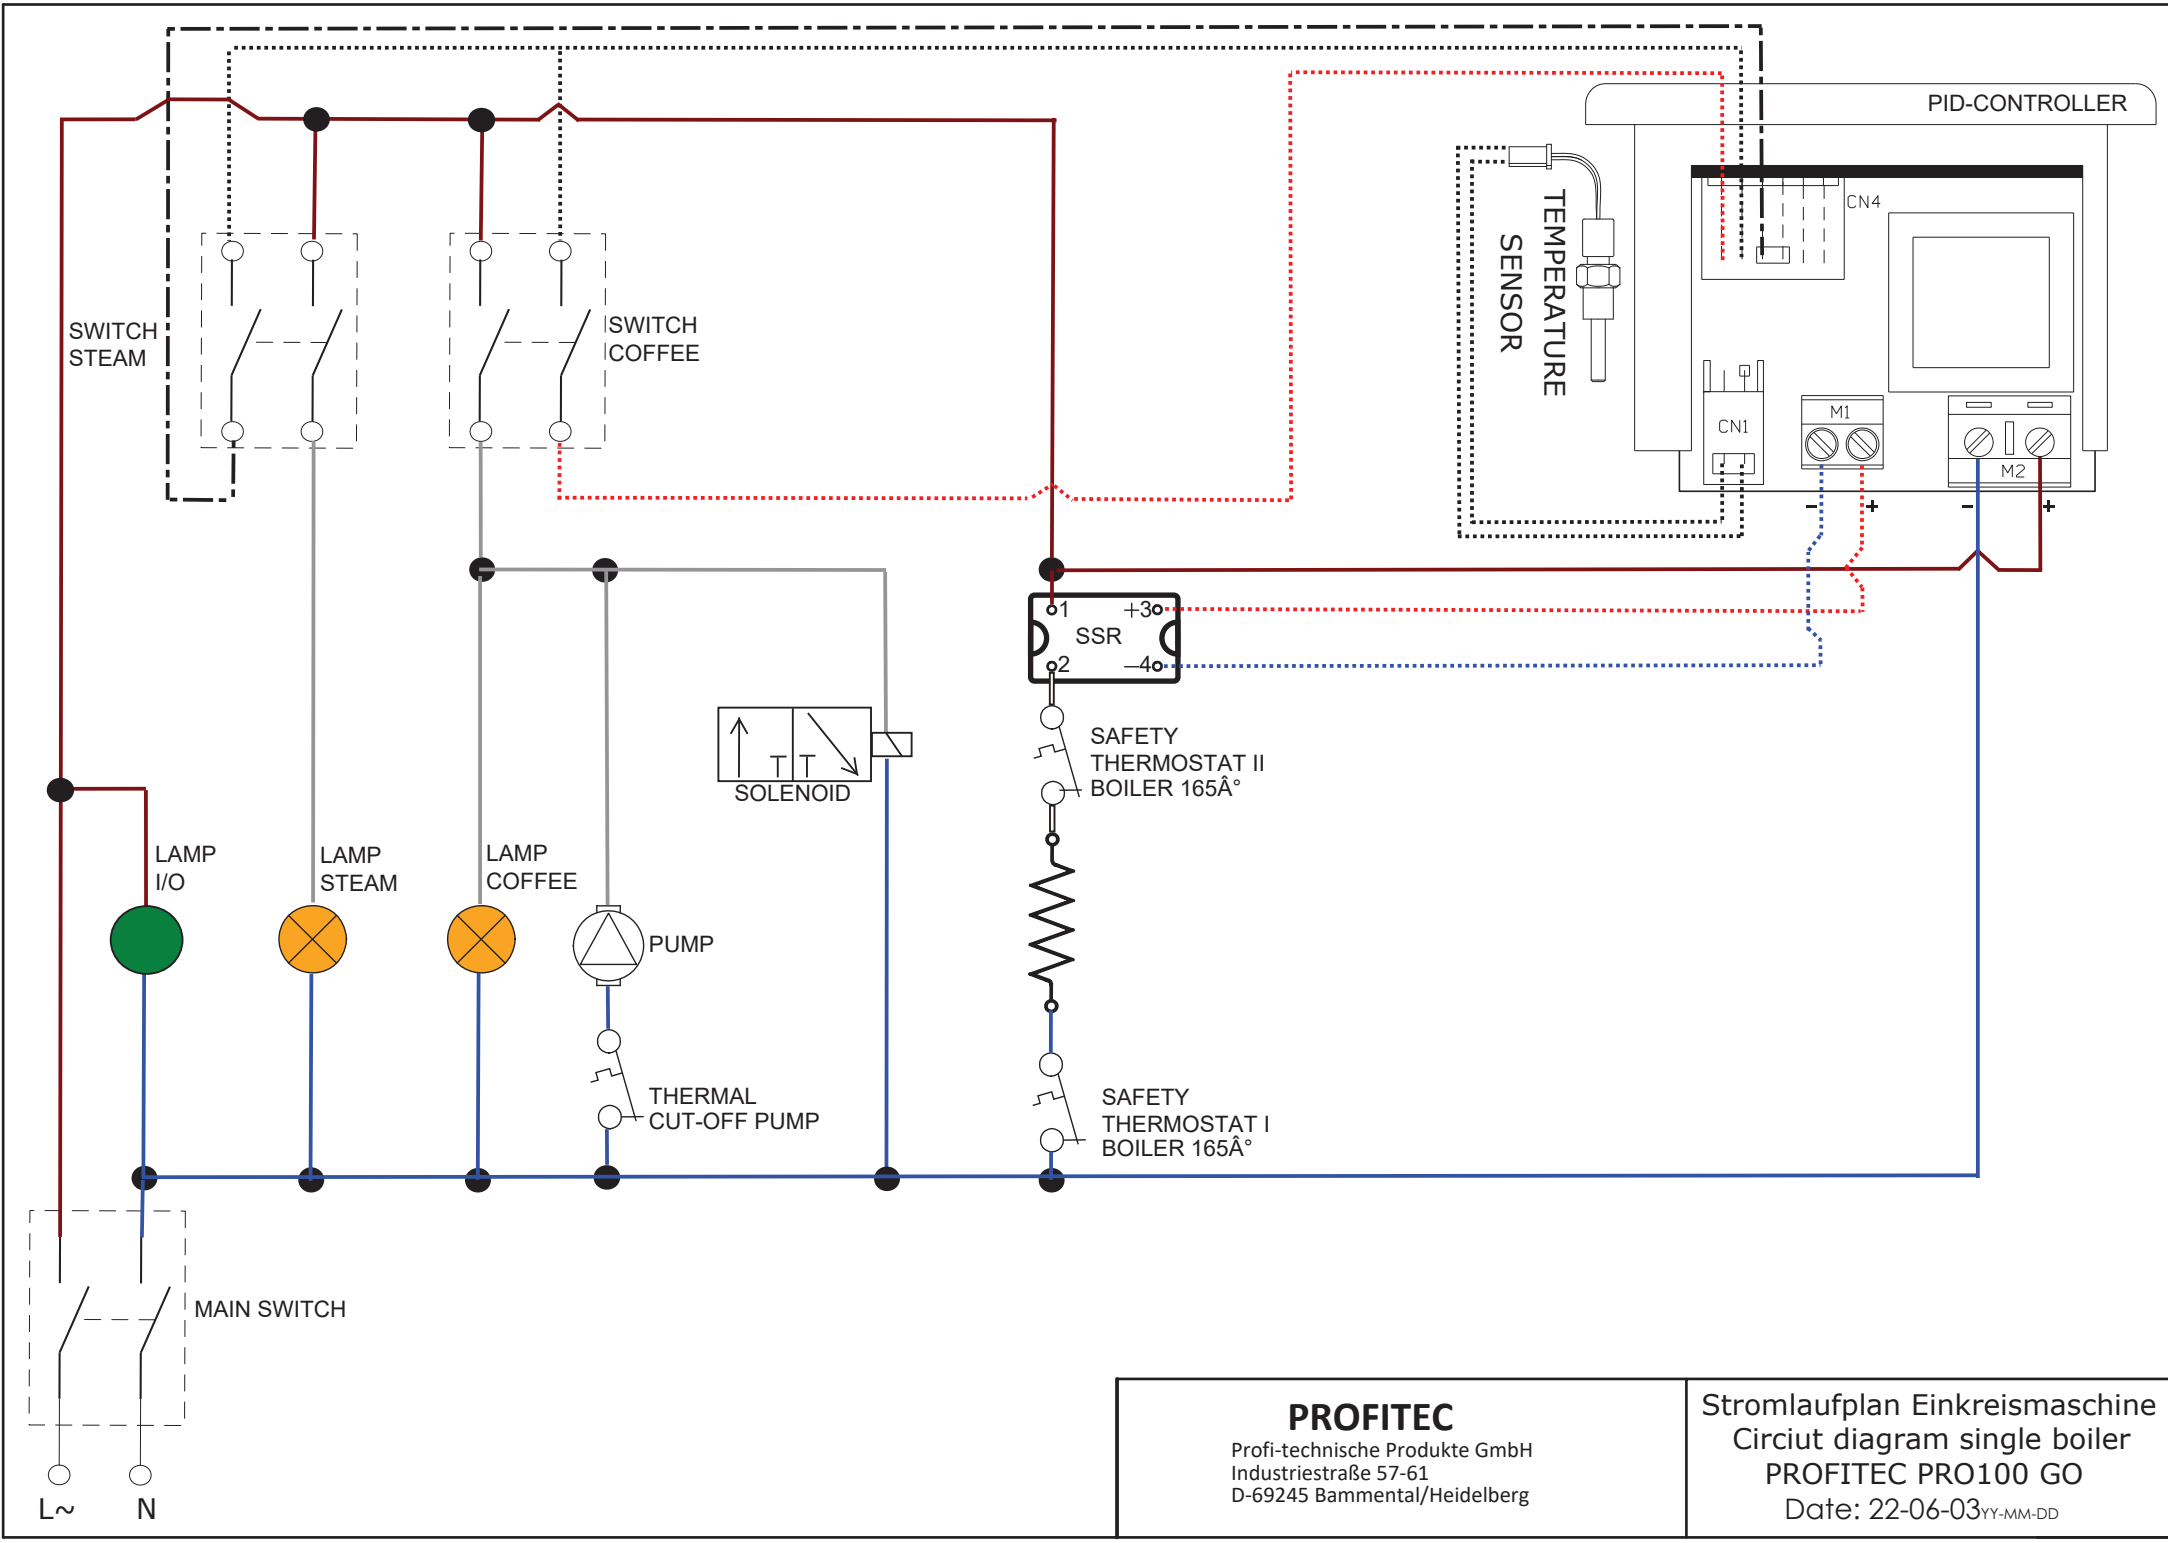 PID-CONTROLLER
CN4
TEMPERATURE
SENSOR
SWITCH
STEAM
SWITCH
COFFEE
CN1
M1
M2
- +
- +
1
+3
SSR
2
–4
SAFETY
THERMOSTAT II
BOILER 165Â°
SOLENOID
LAMP
I/O
LAMP
STEAM
LAMP
COFFEE
PUMP
THERMAL
CUT-OFF PUMP
SAFETY
THERMOSTAT I
BOILER 165Â°
MAIN SWITCH
L~
N
PROFITEC
Profi-technische Produkte GmbH
Industriestraße 57-61
D-69245 Bammental/Heidelberg
Stromlaufplan Einkreismaschine
Circiut diagram single boiler
PROFITEC PRO100 GO
Date: 22-06-03YY-MM-DD